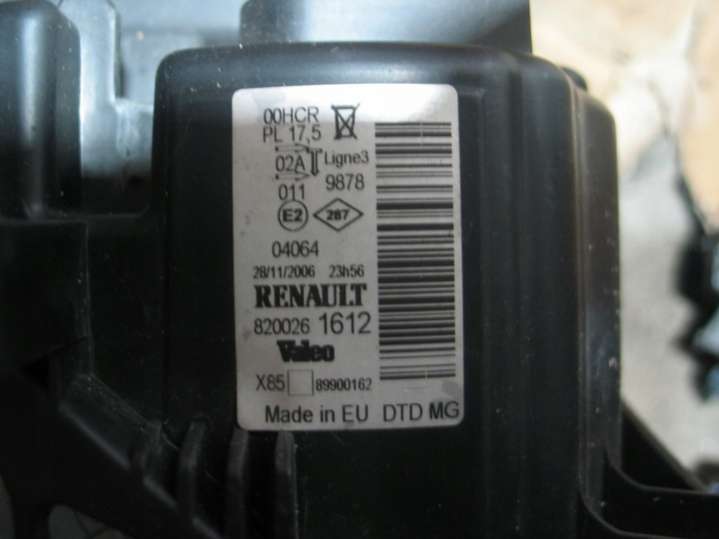 00HCR
PL 17,5
02A Ligne3
011 9878
E2 287
04064
28/11/2006 23h56
RENAULT
820026 1612
Valeo
X85 89900162
Made in EU DTD MG